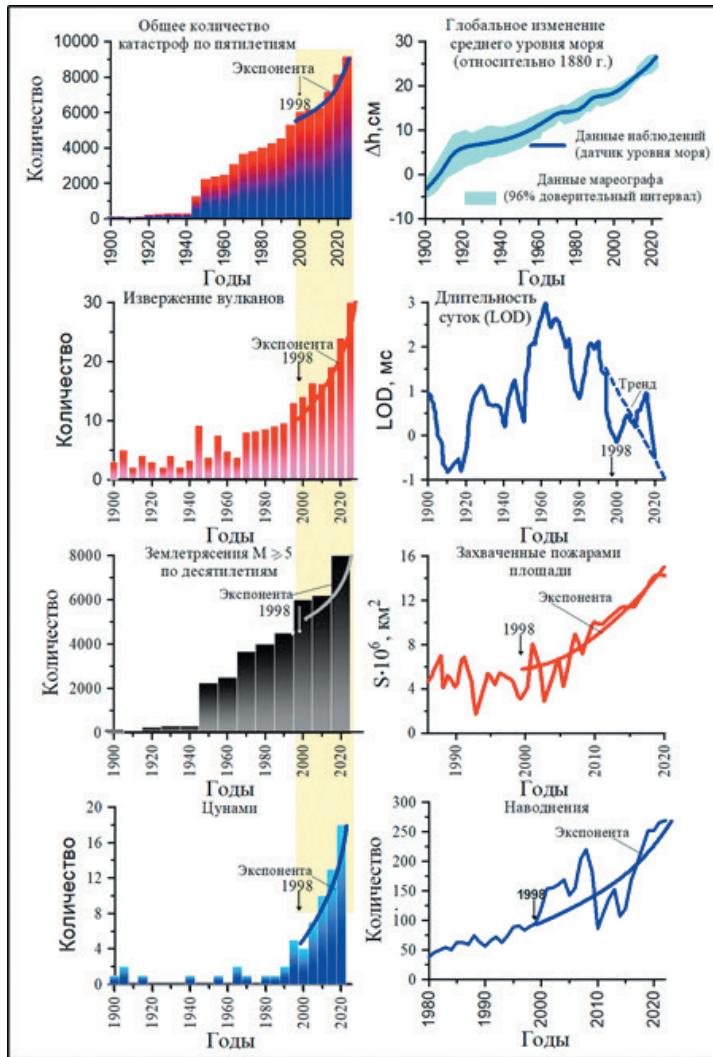 Общее количество
катастроф по пятилетиям
10000
8000
6000
4000
2000
0
Количество
Экспонента
1998
1900
1920
1940
1960
1980
2000
2020
Годы
Глобальное изменение
среднего уровня моря
(относительно 1880 г.)
30
20
10
0
-10
Δh,см
Данные наблюдений
(датчик уровня моря)
Данные мареографа
(96% доверительный интервал)
1900
1920
1940
1960
1980
2000
2020
Годы
Извержение вулканов
30
20
10
0
Количество
Экспонента
1998
1900
1920
1940
1960
1980
2000
2020
Годы
Длительность
суток (LOD)
3
2
1
0
-1
LOD, мс
Тренд
1998
1900
1920
1940
1960
1980
2000
2020
Годы
Землетрясения M ⩾5
по десятилетиям
8000
6000
4000
2000
0
Количество
Экспонента
1998
1900
1920
1940
1960
1980
2000
2020
Годы
Захваченные пожарами
площади
16
12
8
4
0
S·10⁶, км²
Экспонента
1998
1990
2000
2010
2020
Годы
Цунами
20
16
12
8
4
0
Количество
Экспонента
1998
1900
1920
1940
1960
1980
2000
2020
Годы
Наводнения
300
250
200
150
100
50
0
Количество
Экспонента
1998
1980
1990
2000
2010
2020
Годы